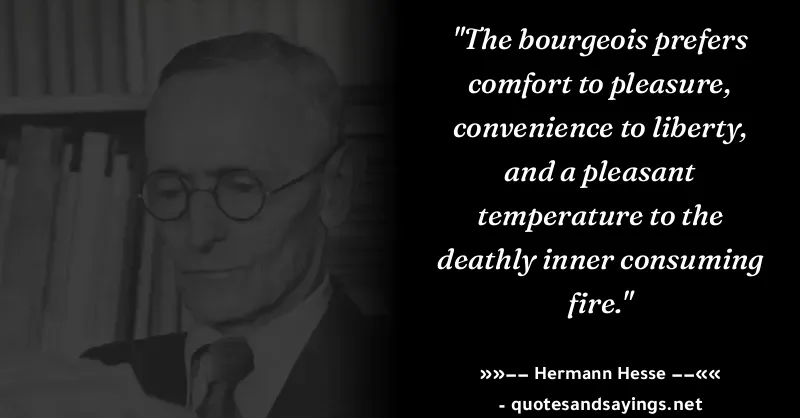 "The bourgeois prefers
comfort to pleasure,
convenience to liberty,
and a pleasant
temperature to the
deathly inner consuming
fire."
»»−− Hermann Hesse −−««
- quotesandsayings.net